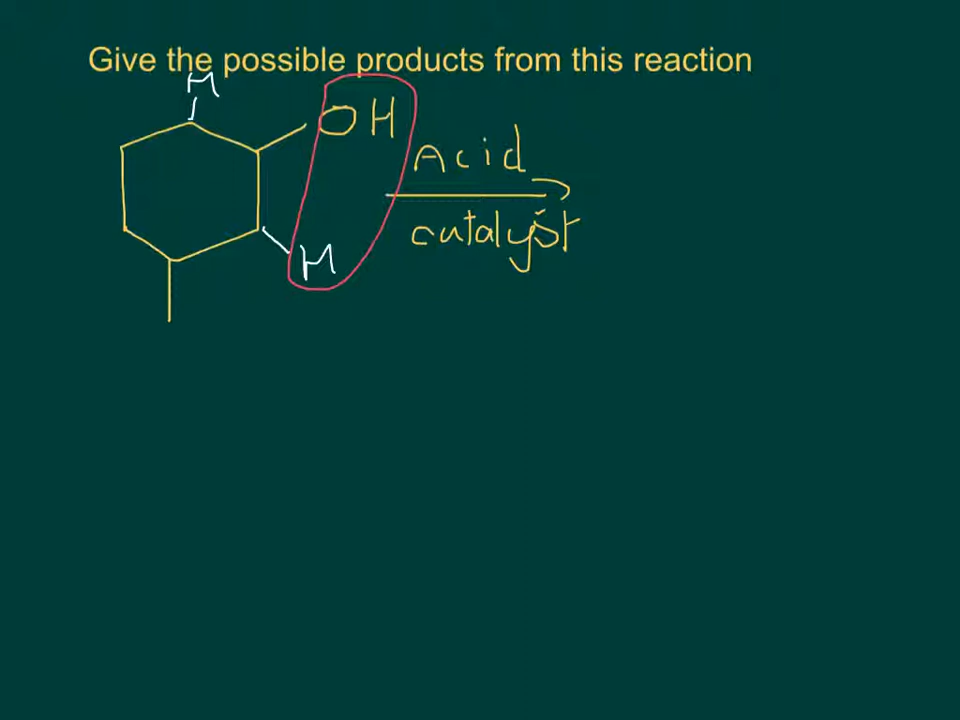 Give the possible products from this reaction
H
OH
Acid
catalyst
H